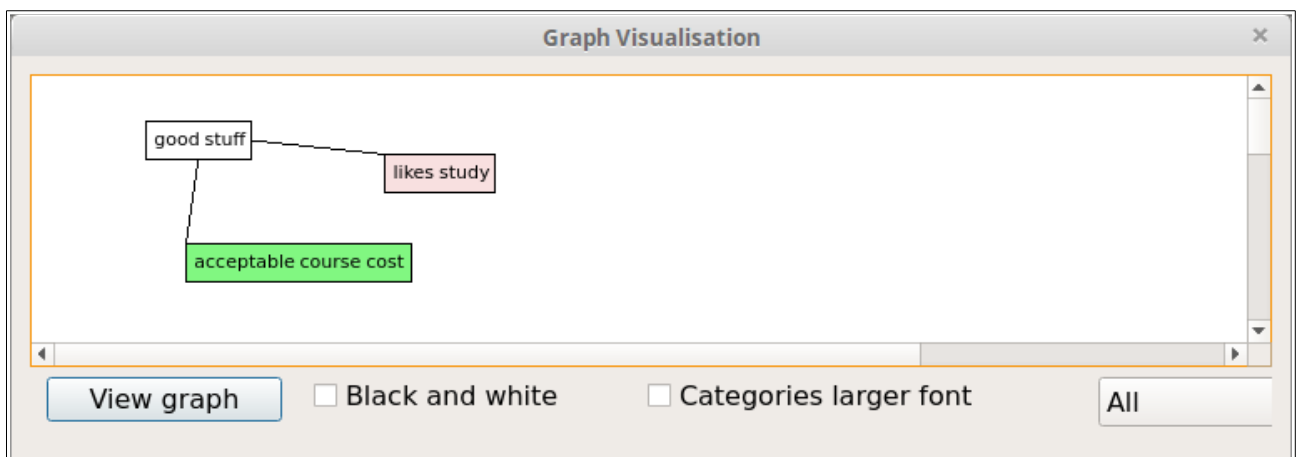 Graph Visualisation
good stuff
likes study
acceptable course cost
View graph
Black and white
Categories larger font
All